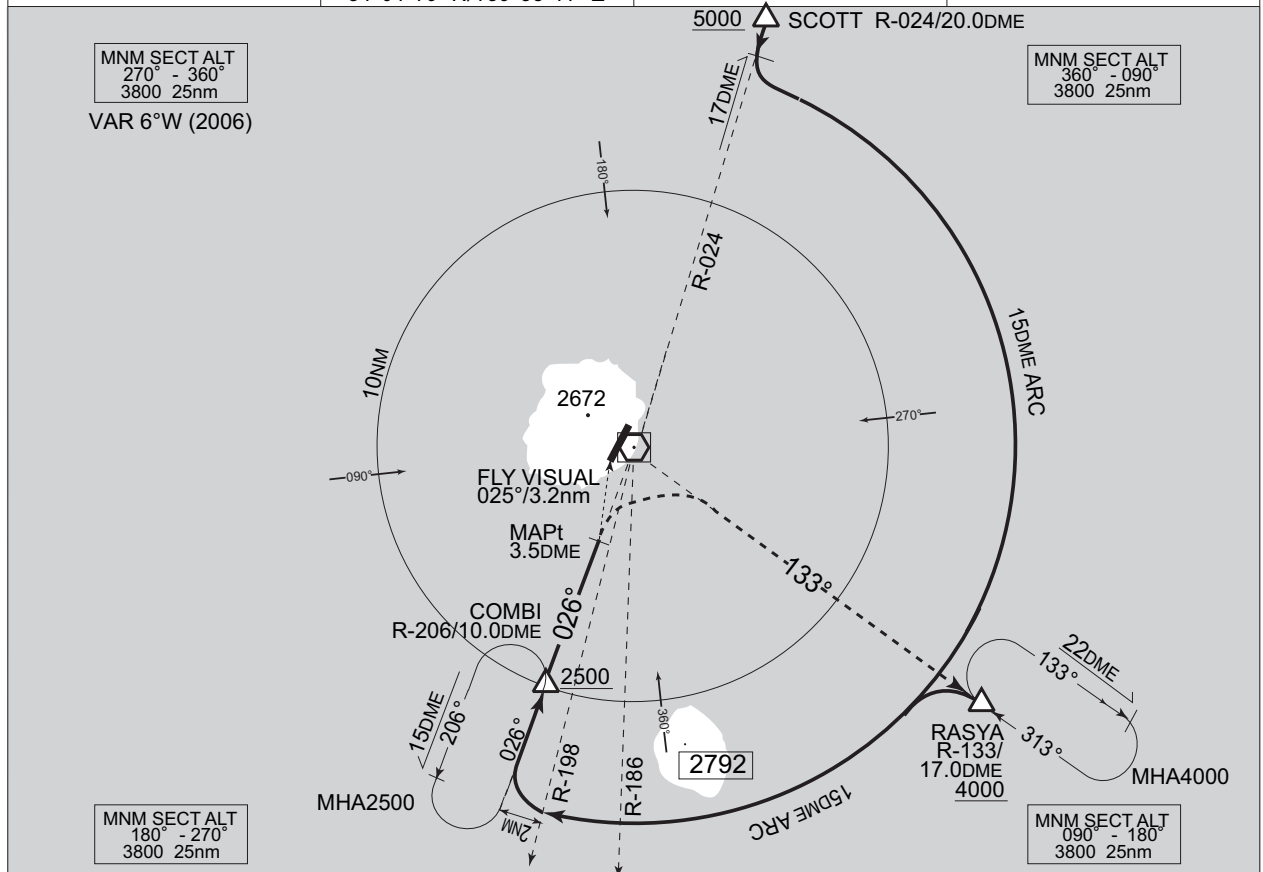 5000 SCOTT R-024/20.0DME
MNM SECT ALT
270° - 360°
3800 25nm
VAR 6°W (2006)
MNM SECT ALT
360° - 090°
3800 25nm
17DME
180°
R-024
15DME ARC
10NM
2672
270°
090°
FLY VISUAL
025°/3.2nm
MAPt
3.5DME
133°
026°
COMBI
R-206/10.0DME
2500
22DME
133°
313°
15DME
206°
026°
360°
RASYA
R-133/
17.0DME
4000
MHA4000
R-198
R-186
2792
MHA2500
2NM
15DME ARC
MNM SECT ALT
180° - 270°
3800 25nm
MNM SECT ALT
090° - 180°
3800 25nm